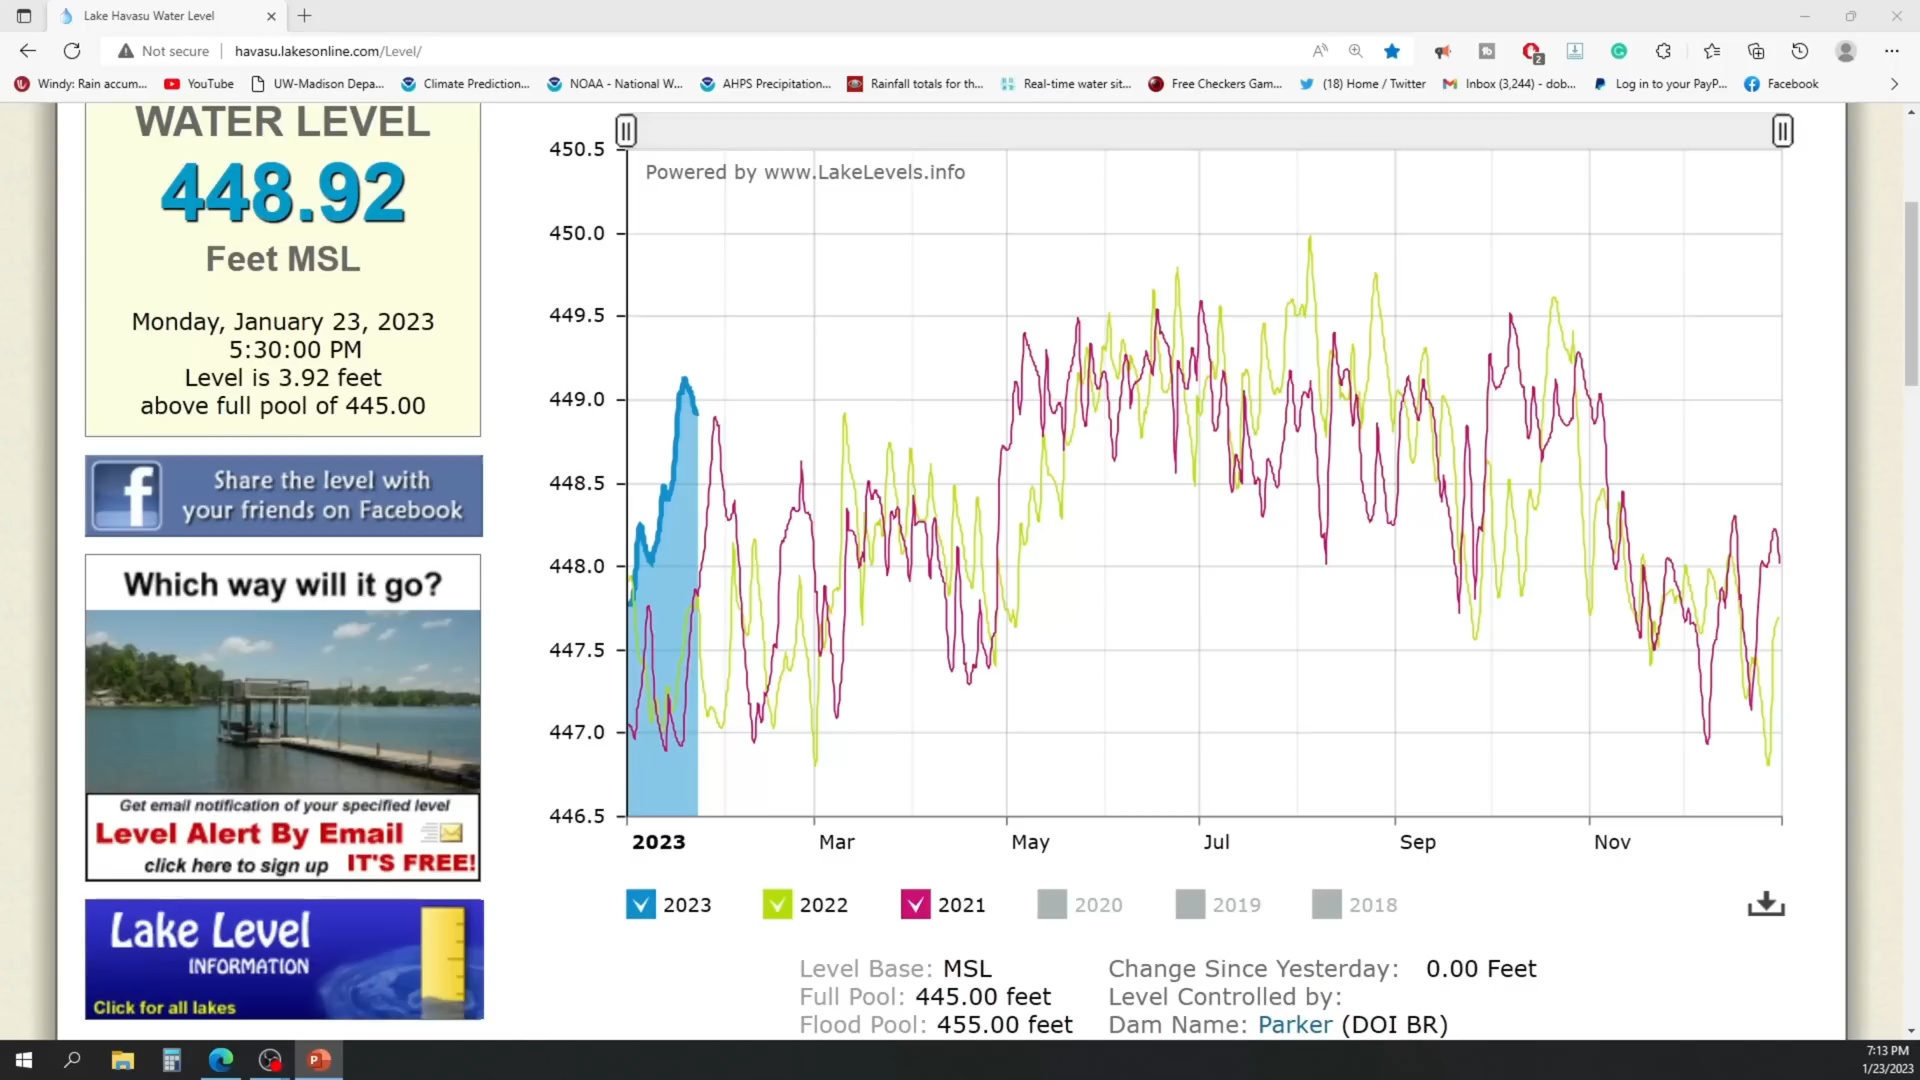 Lake Havasu Water Level
Not secure
havasu.lakesonline.com/Level/
2
Windy: Rain accum...
YouTube
UW-Madison Depa...
Climate Prediction...
NOAA - National W...
AHPS Precipitation...
Rainfall totals for th...
Real-time water sit...
Free Checkers Gam...
(18) Home / Twitter
Inbox (3,244) - dob...
Log in to your PayP...
Facebook
WATER LEVEL
448.92
Feet MSL
Monday, January 23, 2023
5:30:00 PM
Level is 3.92 feet
above full pool of 445.00
Share the level with
your friends on Facebook
Which way will it go?
Get email notification of your specified level
Level Alert By Email
click here to sign up IT'S FREE!
Lake Level
INFORMATION
Click for all lakes
Powered by www.LakeLevels.info
450.5
450.0
449.5
449.0
448.5
448.0
447.5
447.0
446.5
2023 Mar May Jul Sep Nov
2023 2022 2021 2020 2019 2018
Level Base: MSL
Full Pool: 445.00 feet
Flood Pool: 455.00 feet
Change Since Yesterday: 0.00 Feet
Level Controlled by:
Dam Name: Parker (DOI BR)
7:13 PM
1/23/2023